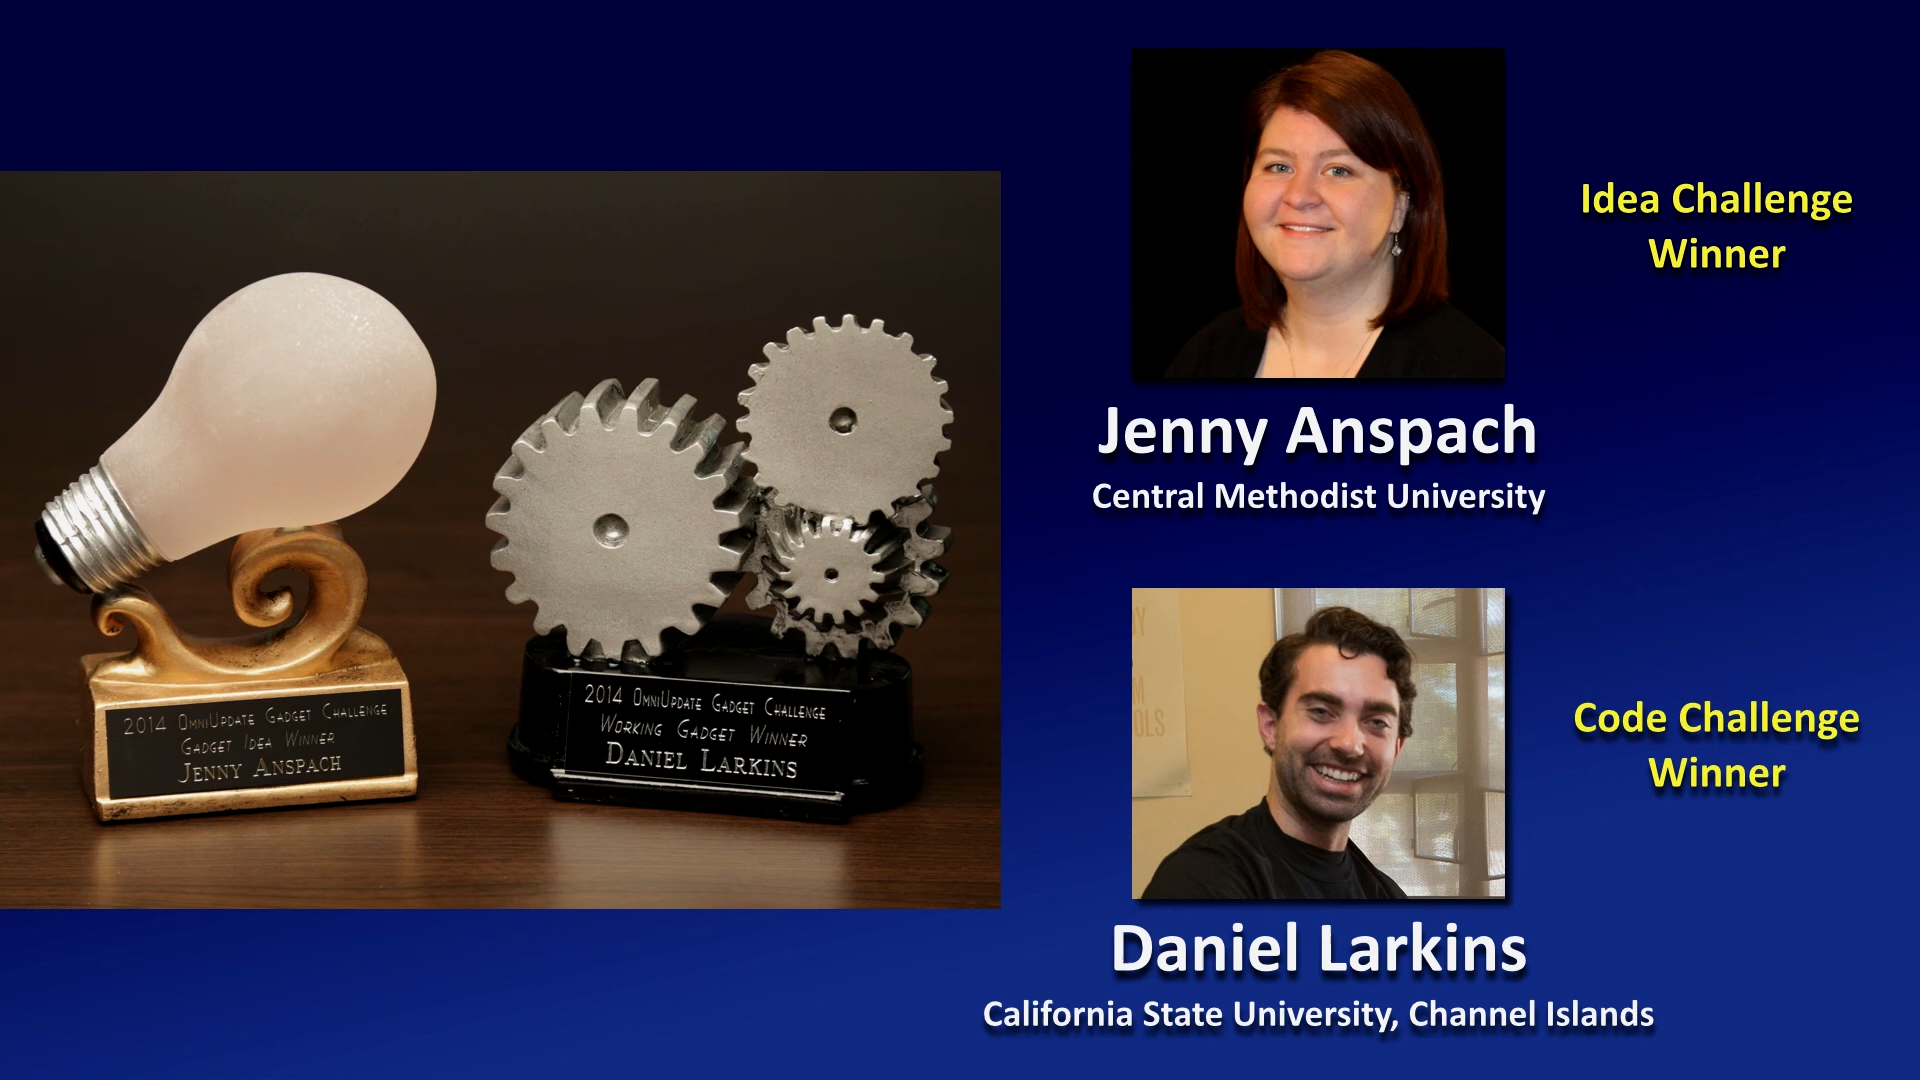 2014 OmniUpdate Gadget Challenge
Gadget Idea Winner
Jenny Anspach
2014 OmniUpdate Gadget Challenge
Working Gadget Winner
Daniel Larkins
Idea Challenge
Winner
Jenny Anspach
Central Methodist University
Code Challenge
Winner
Daniel Larkins
California State University, Channel Islands